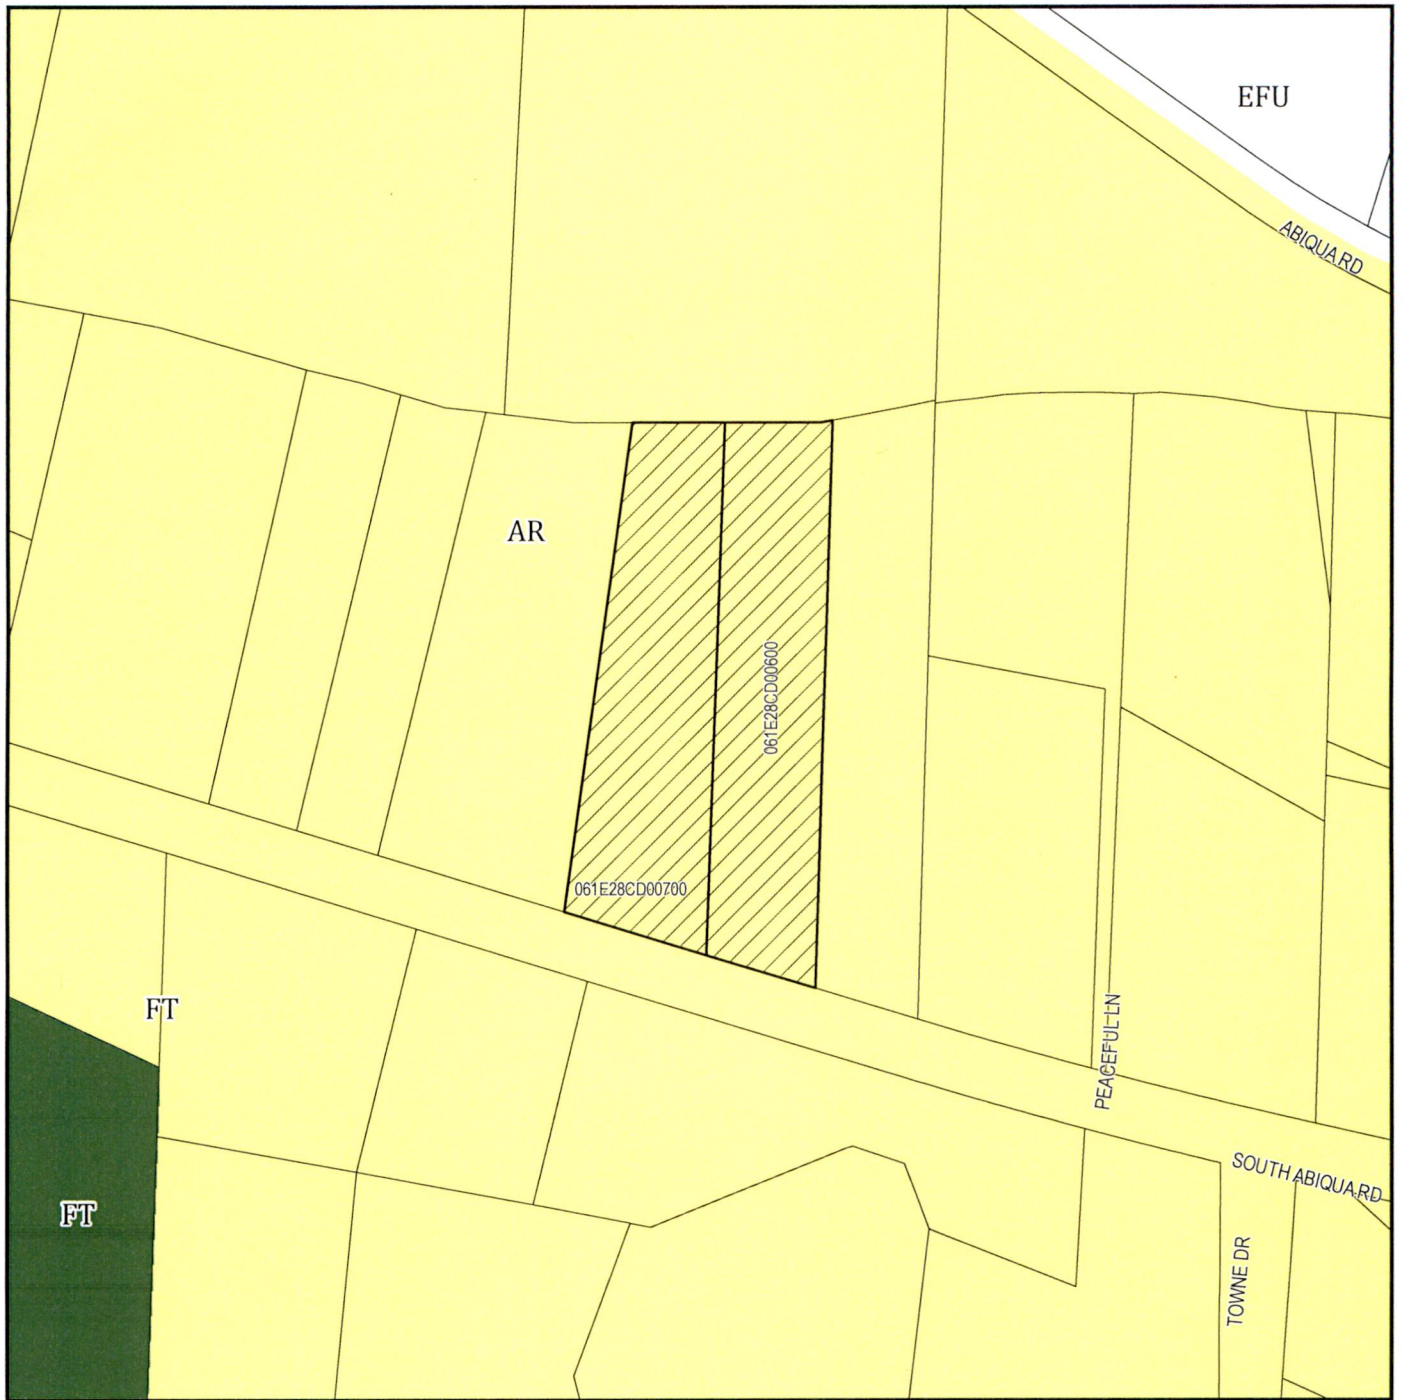 EFU
ABIQUA RD
AR
061E28CD00600
061E28CD00700
FT
PEACEFUL LN
SOUTH ABIQUA RD
FT
TOWNE DR